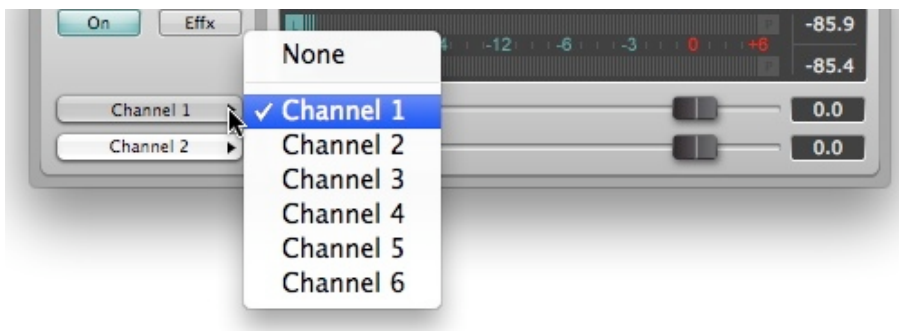 On Effx
L P -85.9
-12 -6 -3 0 +6
P -85.4
None
Channel 1 0.0
Channel 2 0.0
✓ Channel 1
Channel 2
Channel 3
Channel 4
Channel 5
Channel 6